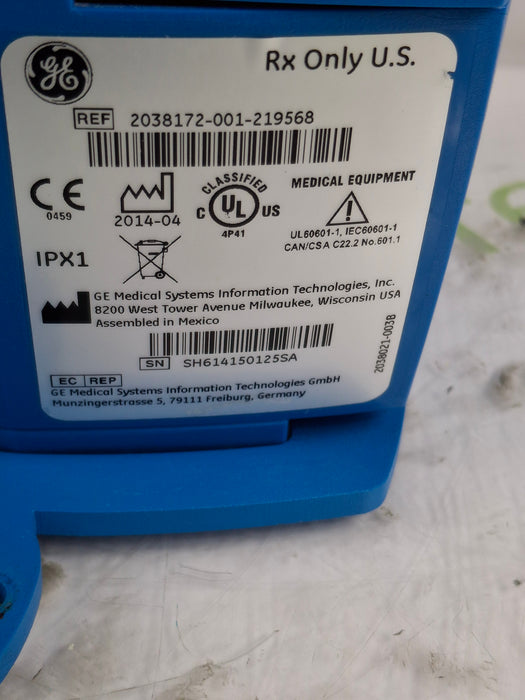 GE
Rx Only U.S.
REF 2038172-001-219568
CE
0459
2014-04
CLASSIFIED
C UL US
4P41
MEDICAL EQUIPMENT
UL60601-1, IEC60601-1
CAN/CSA C22.2 No.601.1
IPX1
GE Medical Systems Information Technologies, Inc.
8200 West Tower Avenue Milwaukee, Wisconsin USA
Assembled in Mexico
SN SH614150125SA
2038021-003B
EC REP
GE Medical Systems Information Technologies GmbH
Munzingerstrasse 5, 79111 Freiburg, Germany